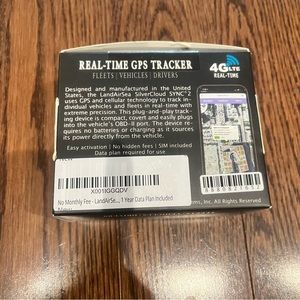 REAL-TIME GPS TRACKER
FLEETS | VEHICLES | DRIVERS
4G LTE
REAL-TIME
Designed and manufactured in the United
States, the LandAirSea SilverCloud SYNC™2
uses GPS and cellular technology to track in-
dividual vehicles and fleets in real-time with
extreme precision. This plug-and-play track-
ing device is compact, covert and easily plugs
into the vehicle's OBD-II port. The device re-
quires no batteries or charging as it sources
its power directly from the vehicle.
Easy activation | No hidden fees | SIM included
Data plan required for use
X001IGGQDV
No Monthly Fee - LandAirSe... 1 Year Data Plan Included
ems, Inc. All Rights Reserved